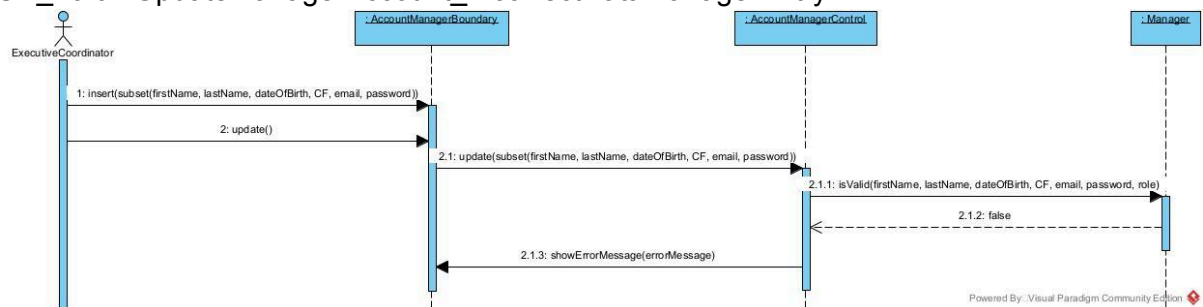 : AccountManagerBoundary
: AccountManagerControl
: Manager
ExecutiveCoordinator
1: insert(subset(firstName, lastName, dateOfBirth, CF, email, password))
2: update()
2.1: update(subset(firstName, lastName, dateOfBirth, CF, email, password))
2.1.1: isValid(firstName, lastName, dateOfBirth, CF, email, password, role)
2.1.2: false
2.1.3: showErrorMessage(errorMessage)
Powered By Visual Paradigm Community Edition